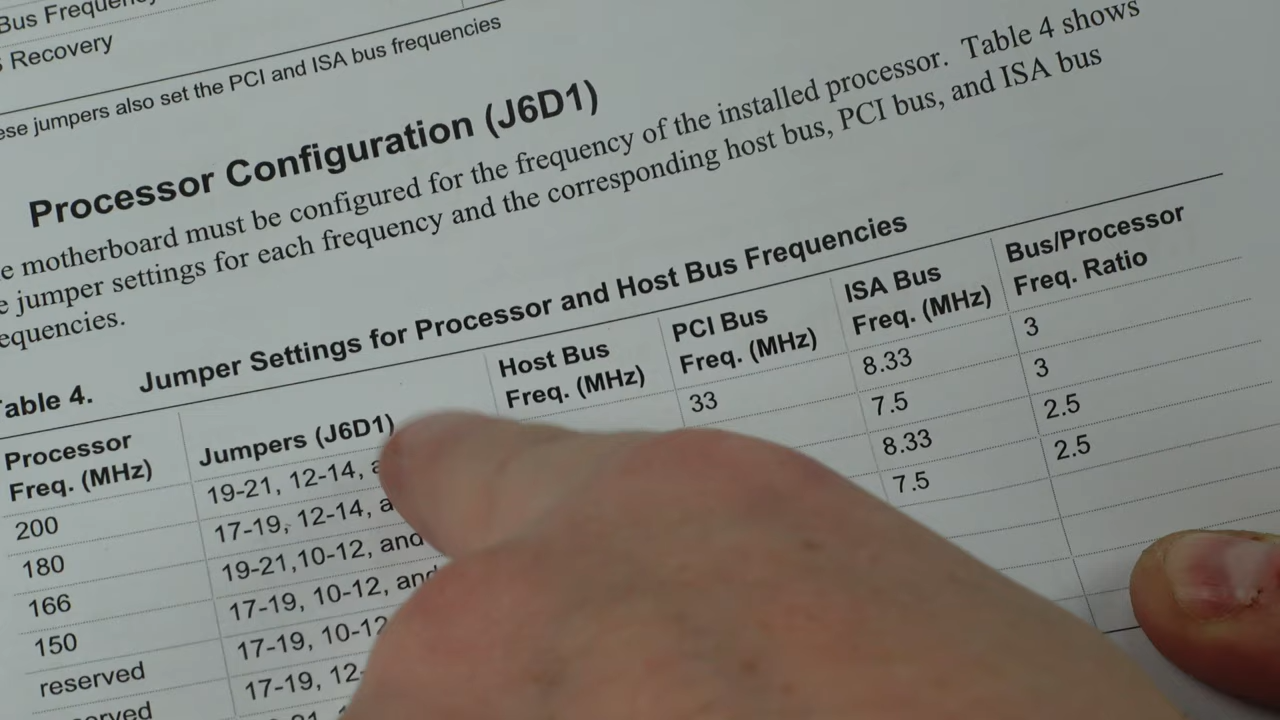 Bus Frequency
Recovery
ese jumpers also set the PCI and ISA bus frequencies
Processor Configuration (J6D1)
e motherboard must be configured for the frequency of the installed processor. Table 4 shows
e jumper settings for each frequency and the corresponding host bus, PCI bus, and ISA bus
equencies.
able 4. Jumper Settings for Processor and Host Bus Frequencies
Processor Freq. (MHz) Jumpers (J6D1) Host Bus Freq. (MHz) PCI Bus Freq. (MHz) ISA Bus Freq. (MHz) Bus/Processor Freq. Ratio
200 19-21, 12-14, a 33 8.33 3
180 17-19, 12-14, a 7.5 3
166 19-21,10-12, and 8.33 2.5
150 17-19, 10-12, and 7.5 2.5
reserved 17-19, 10-12
erved 17-19, 12-